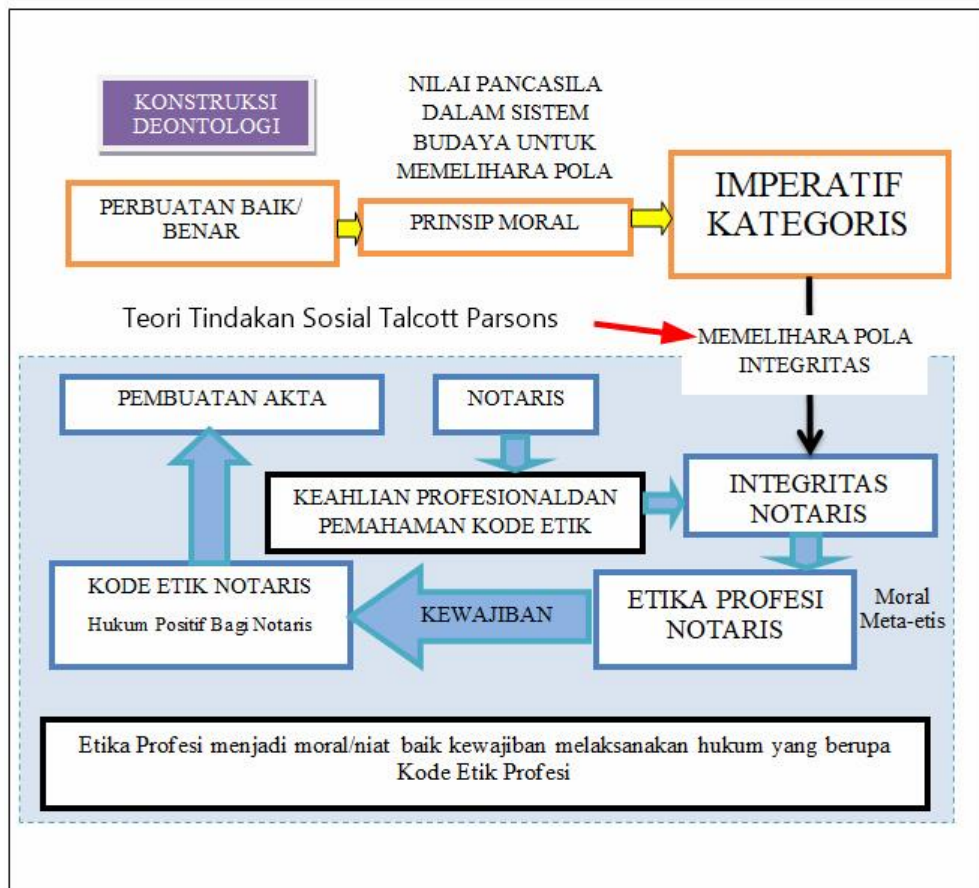 KONSTRUKSI
DEONTOLOGI
NILAI PANCASILA
DALAM SISTEM
BUDAYA UNTUK
MEMELIHARA POLA
PERBUATAN BAIK/
BENAR
PRINSIP MORAL
IMPERATIF
KATEGORIS
Teori Tindakan Sosial Talcott Parsons
MEMELIHARA POLA
INTEGRITAS
PEMBUATAN AKTA
NOTARIS
KEAHLIAN PROFESIONALDAN
PEMAHAMAN KODE ETIK
INTEGRITAS
NOTARIS
KODE ETIK NOTARIS
Hukum Positif Bagi Notaris
KEWAJIBAN
ETIKA PROFESI
NOTARIS
Moral
Meta-etis
Etika Profesi menjadi moral/niat baik kewajiban melaksanakan hukum yang berupa
Kode Etik Profesi